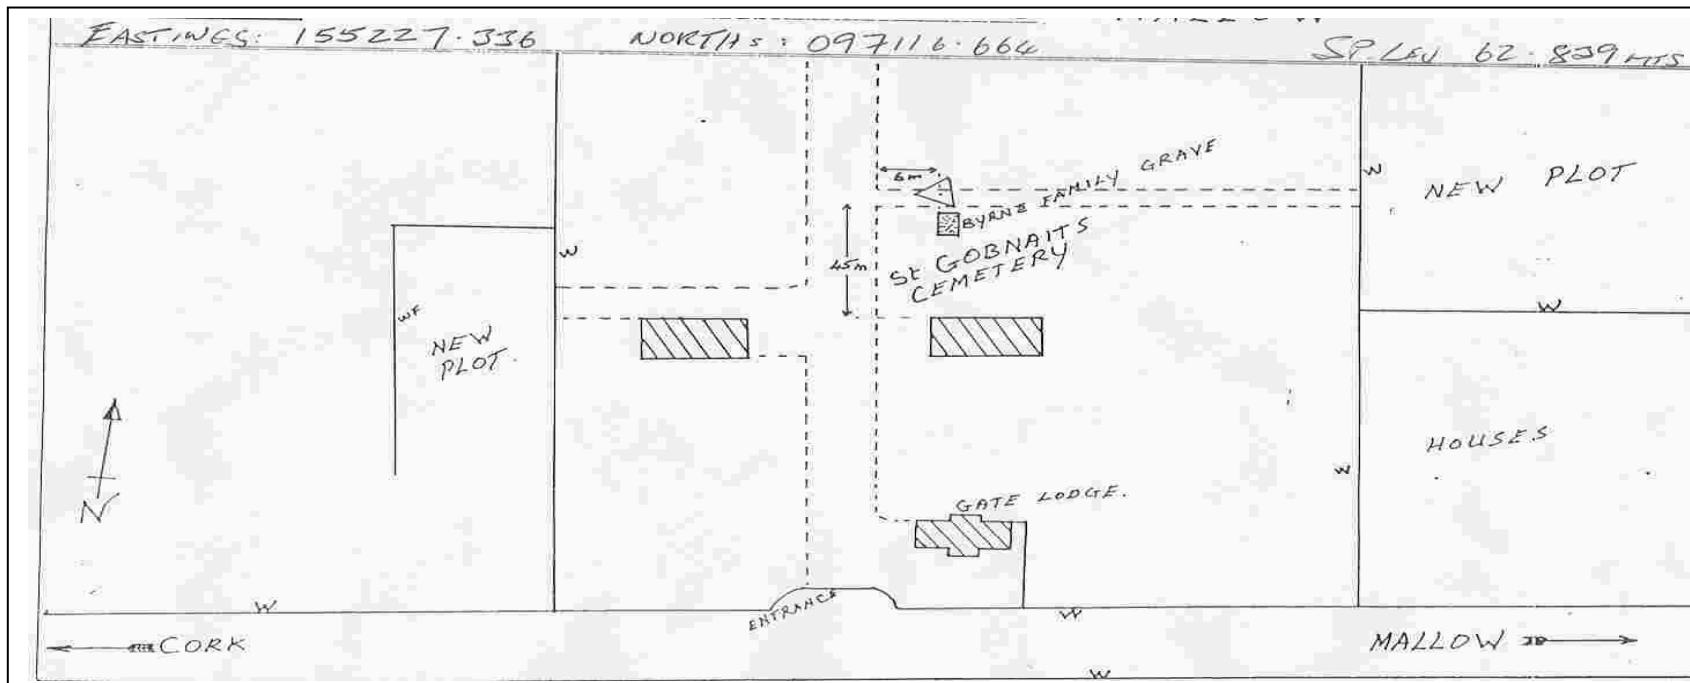 EASTINGS: 155227.336 NORTHS: 097116.664 SP.LEV 62.839 MTS
6m
BYRNE FAMILY GRAVE
W
NEW PLOT
45m
St GOBNAITS
CEMETERY
W
WF
NEW
PLOT.
W
HOUSES
W
N
GATE LODGE.
ENTRANCE
W
W
CORK
MALLOW
W